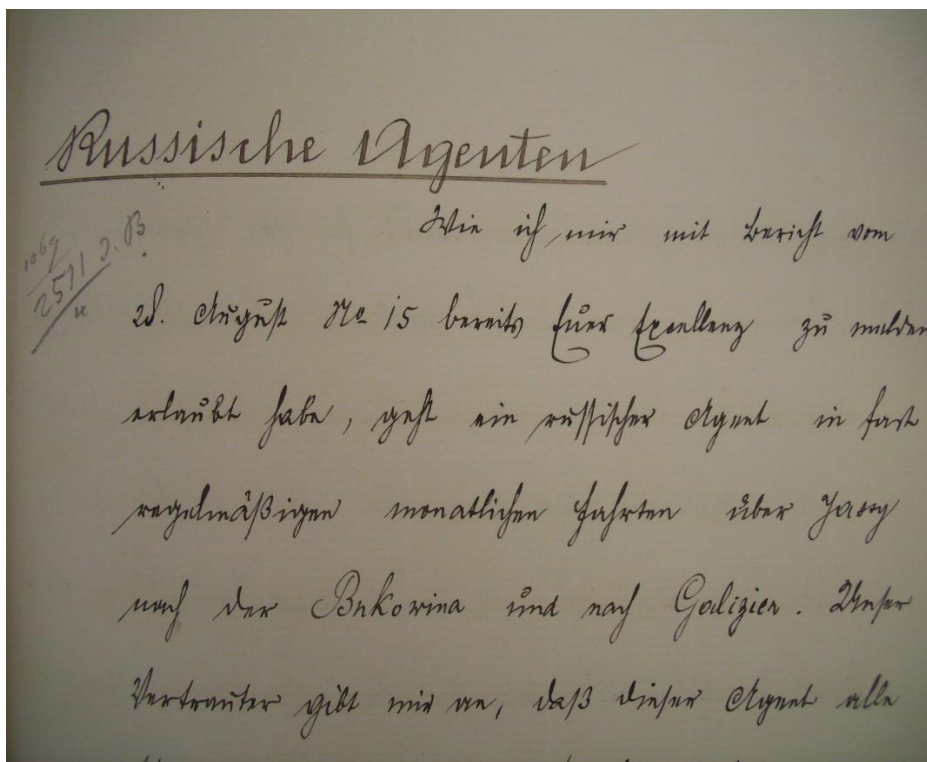 Russische Agenten
Wie ich mir mit Bericht vom
28. August No 15 bereits Euer Excellenz zu melden
erlaubt habe, geht ein russischer Agent in fast
regelmäßigen monatlichen Fahrten über Jassy
nach der Bukowina und nach Galizien. Unser
Vertrauter gibt mir an, daß dieser Agent alle